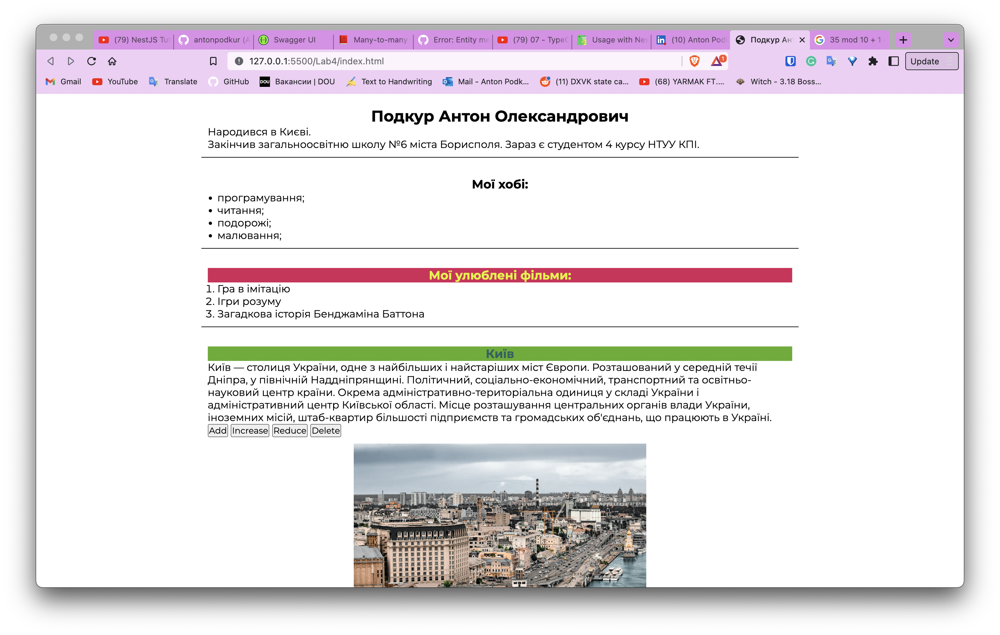 (79) NestJS Tut
antonpodkur (A
Swagger UI
Many-to-many
Error: Entity me
(79) 07 - TypeO
Usage with Nes
(10) Anton Pod
Подкур Ан
35 mod 10 + 1 -
127.0.0.1:5500/Lab4/index.html
1
Update
Gmail
YouTube
Translate
GitHub
DOU
Вакансии | DOU
Text to Handwriting
Mail - Anton Podk...
(11) DXVK state ca...
(68) YARMAK FT....
Witch - 3.18 Boss...
Подкур Антон Олександрович
Народився в Києві.
Закінчив загальноосвітню школу №6 міста Борисполя. Зараз є студентом 4 курсу НТУУ КПІ.
Мої хобі:
• програмування;
• читання;
• подорожі;
• малювання;
Мої улюблені фільми:
1. Гра в імітацію
2. Ігри розуму
3. Загадкова історія Бенджаміна Баттона
Київ
Київ — столиця України, одне з найбільших і найстаріших міст Європи. Розташований у середній течії
Дніпра, у північній Наддніпрянщині. Політичний, соціально-економічний, транспортний та освітньо-
науковий центр країни. Окрема адміністративно-територіальна одиниця у складі України і
адміністративний центр Київської області. Місце розташування центральних органів влади України,
іноземних місій, штаб-квартир більшості підприємств та громадських об'єднань, що працюють в Україні.
Add Increase Reduce Delete